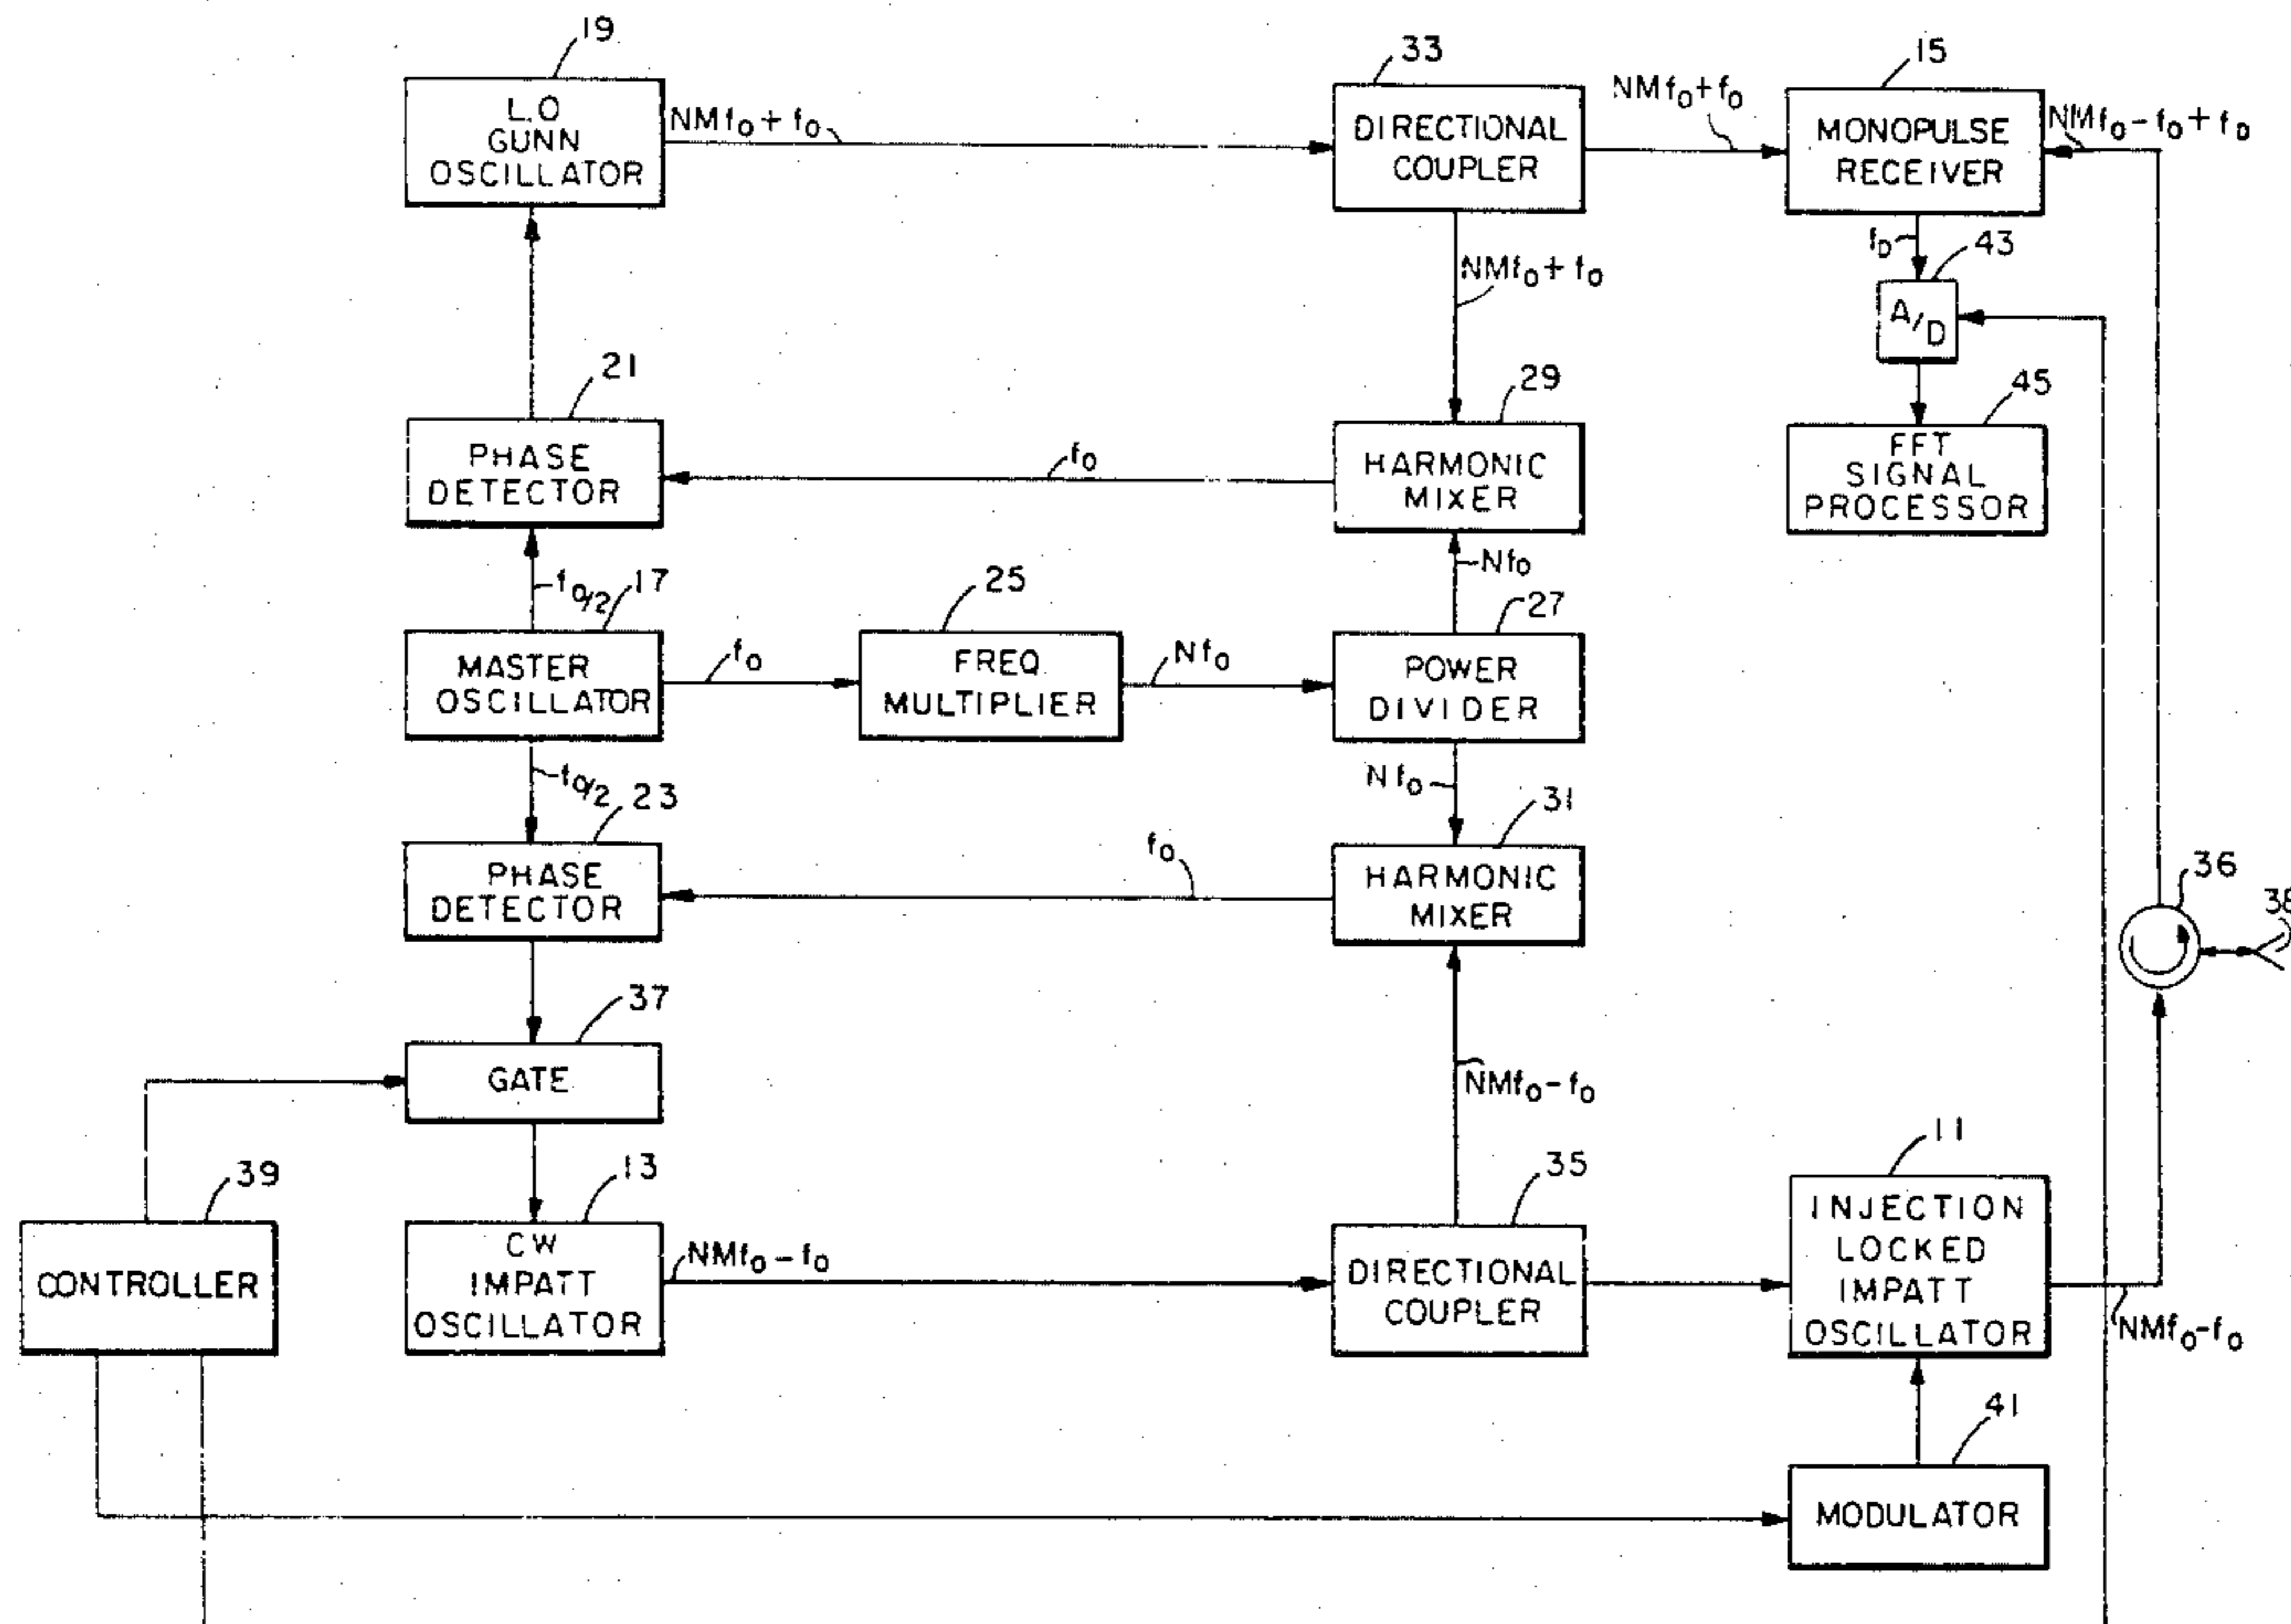 19
L.O
GUNN
OSCILLATOR
NMf₀ + f₀
33
DIRECTIONAL
COUPLER
NMf₀+f₀
15
MONOPULSE
RECEIVER
NMf₀-f₀+f_D
NMf₀+f₀
f_D
43
A/D
21
PHASE
DETECTOR
f₀
29
HARMONIC
MIXER
45
FFT
SIGNAL
PROCESSOR
f₀/2
17
MASTER
OSCILLATOR
f₀
25
FREQ.
MULTIPLIER
Nf₀
Nf₀
27
POWER
DIVIDER
f₀/2
23
PHASE
DETECTOR
f₀
Nf₀
31
HARMONIC
MIXER
36
38
37
GATE
NMf₀-f₀
39
CONTROLLER
13
CW
IMPATT
OSCILLATOR
NMf₀-f₀
35
DIRECTIONAL
COUPLER
11
INJECTION
LOCKED
IMPATT
OSCILLATOR
NMf₀-f₀
41
MODULATOR